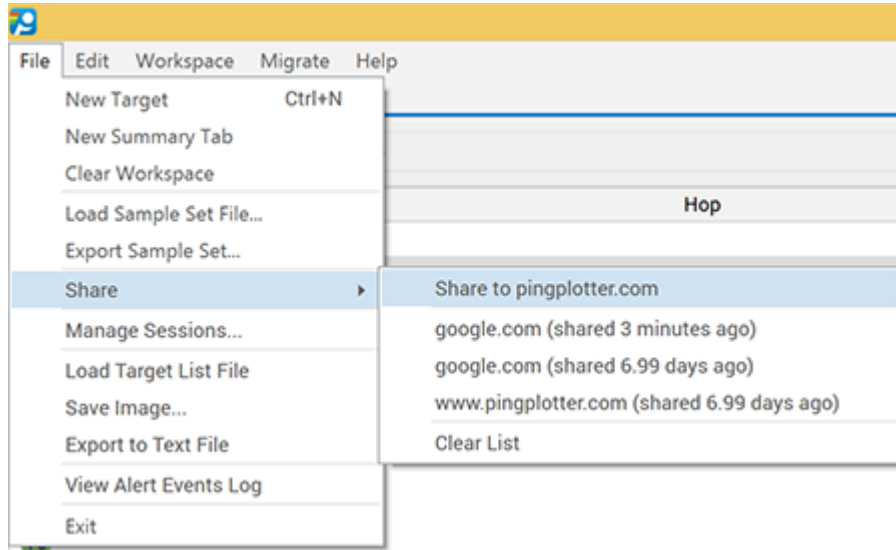 File Edit Workspace Migrate Help
New Target Ctrl+N
New Summary Tab
Clear Workspace
Load Sample Set File...
Export Sample Set...
Share
Manage Sessions...
Load Target List File
Save Image...
Export to Text File
View Alert Events Log
Exit
Hop
Share to pingplotter.com
google.com (shared 3 minutes ago)
google.com (shared 6.99 days ago)
www.pingplotter.com (shared 6.99 days ago)
Clear List